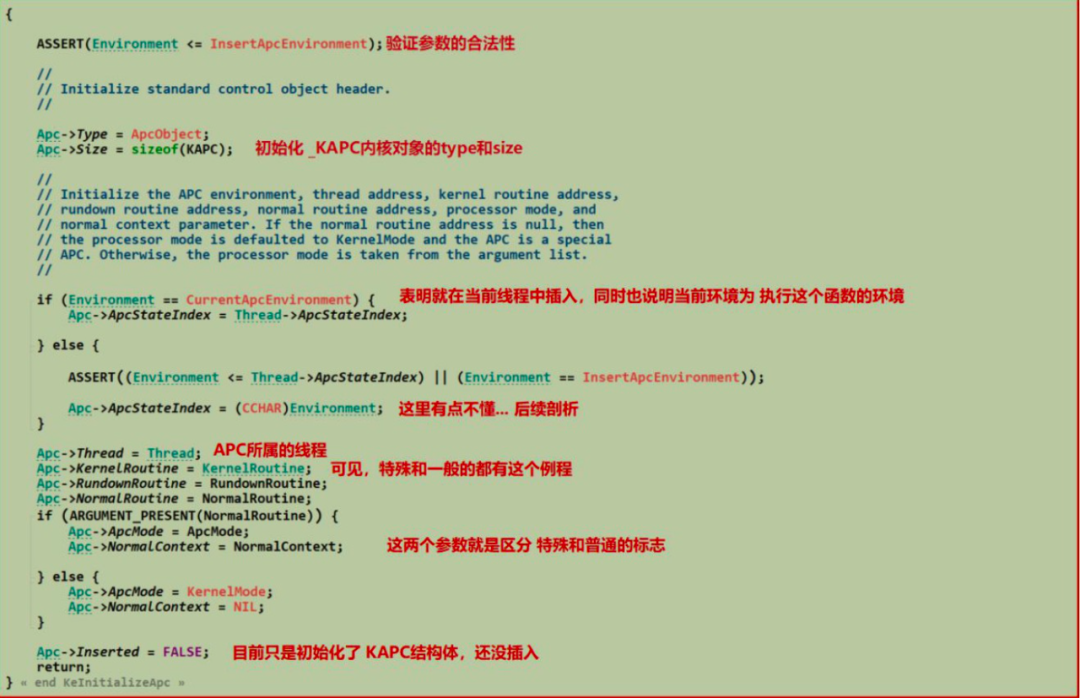 {
ASSERT(Environment <= InsertApcEnvironment); 验证参数的合法性
//
// Initialize standard control object header.
//
Apc->Type = ApcObject;
Apc->Size = sizeof(KAPC); 初始化 _KAPC内核对象的type和size
//
// Initialize the APC environment, thread address, kernel routine address,
// rundown routine address, normal routine address, processor mode, and
// normal context parameter. If the normal routine address is null, then
// the processor mode is defaulted to KernelMode and the APC is a special
// APC. Otherwise, the processor mode is taken from the argument list.
//
if (Environment == CurrentApcEnvironment) { 表明就在当前线程中插入，同时也说明当前环境为 执行这个函数的环境
Apc->ApcStateIndex = Thread->ApcStateIndex;
} else {
ASSERT((Environment <= Thread->ApcStateIndex) || (Environment == InsertApcEnvironment));
Apc->ApcStateIndex = (CCHAR)Environment; 这里有点不懂... 后续剖析
}
Apc->Thread = Thread; APC所属的线程
Apc->KernelRoutine = KernelRoutine; 可见，特殊和一般的都有这个例程
Apc->RundownRoutine = RundownRoutine;
Apc->NormalRoutine = NormalRoutine;
if (ARGUMENT_PRESENT(NormalRoutine)) {
Apc->ApcMode = ApcMode;
Apc->NormalContext = NormalContext; 这两个参数就是区分 特殊和普通的标志
} else {
Apc->ApcMode = KernelMode;
Apc->NormalContext = NIL;
}
Apc->Inserted = FALSE; 目前只是初始化了 KAPC结构体，还没插入
return;
} « end KeInitializeApc »